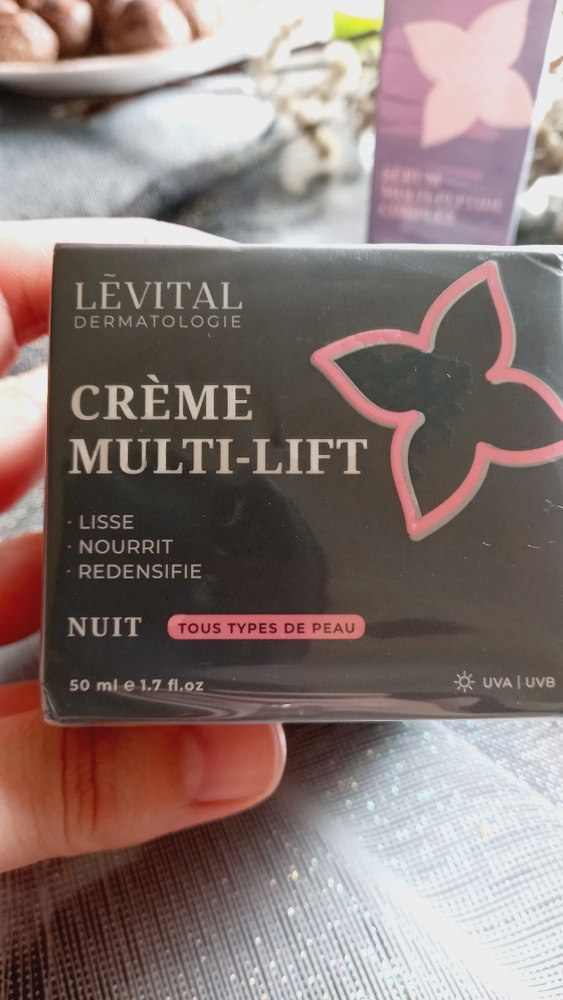 LẼVITAL
DERMATOLOGIE
CRÈME
MULTI-LIFT
· LISSE
· NOURRIT
· REDENSIFIE
NUIT TOUS TYPES DE PEAU
50 ml e 1.7 fl.oz
UVA | UVB